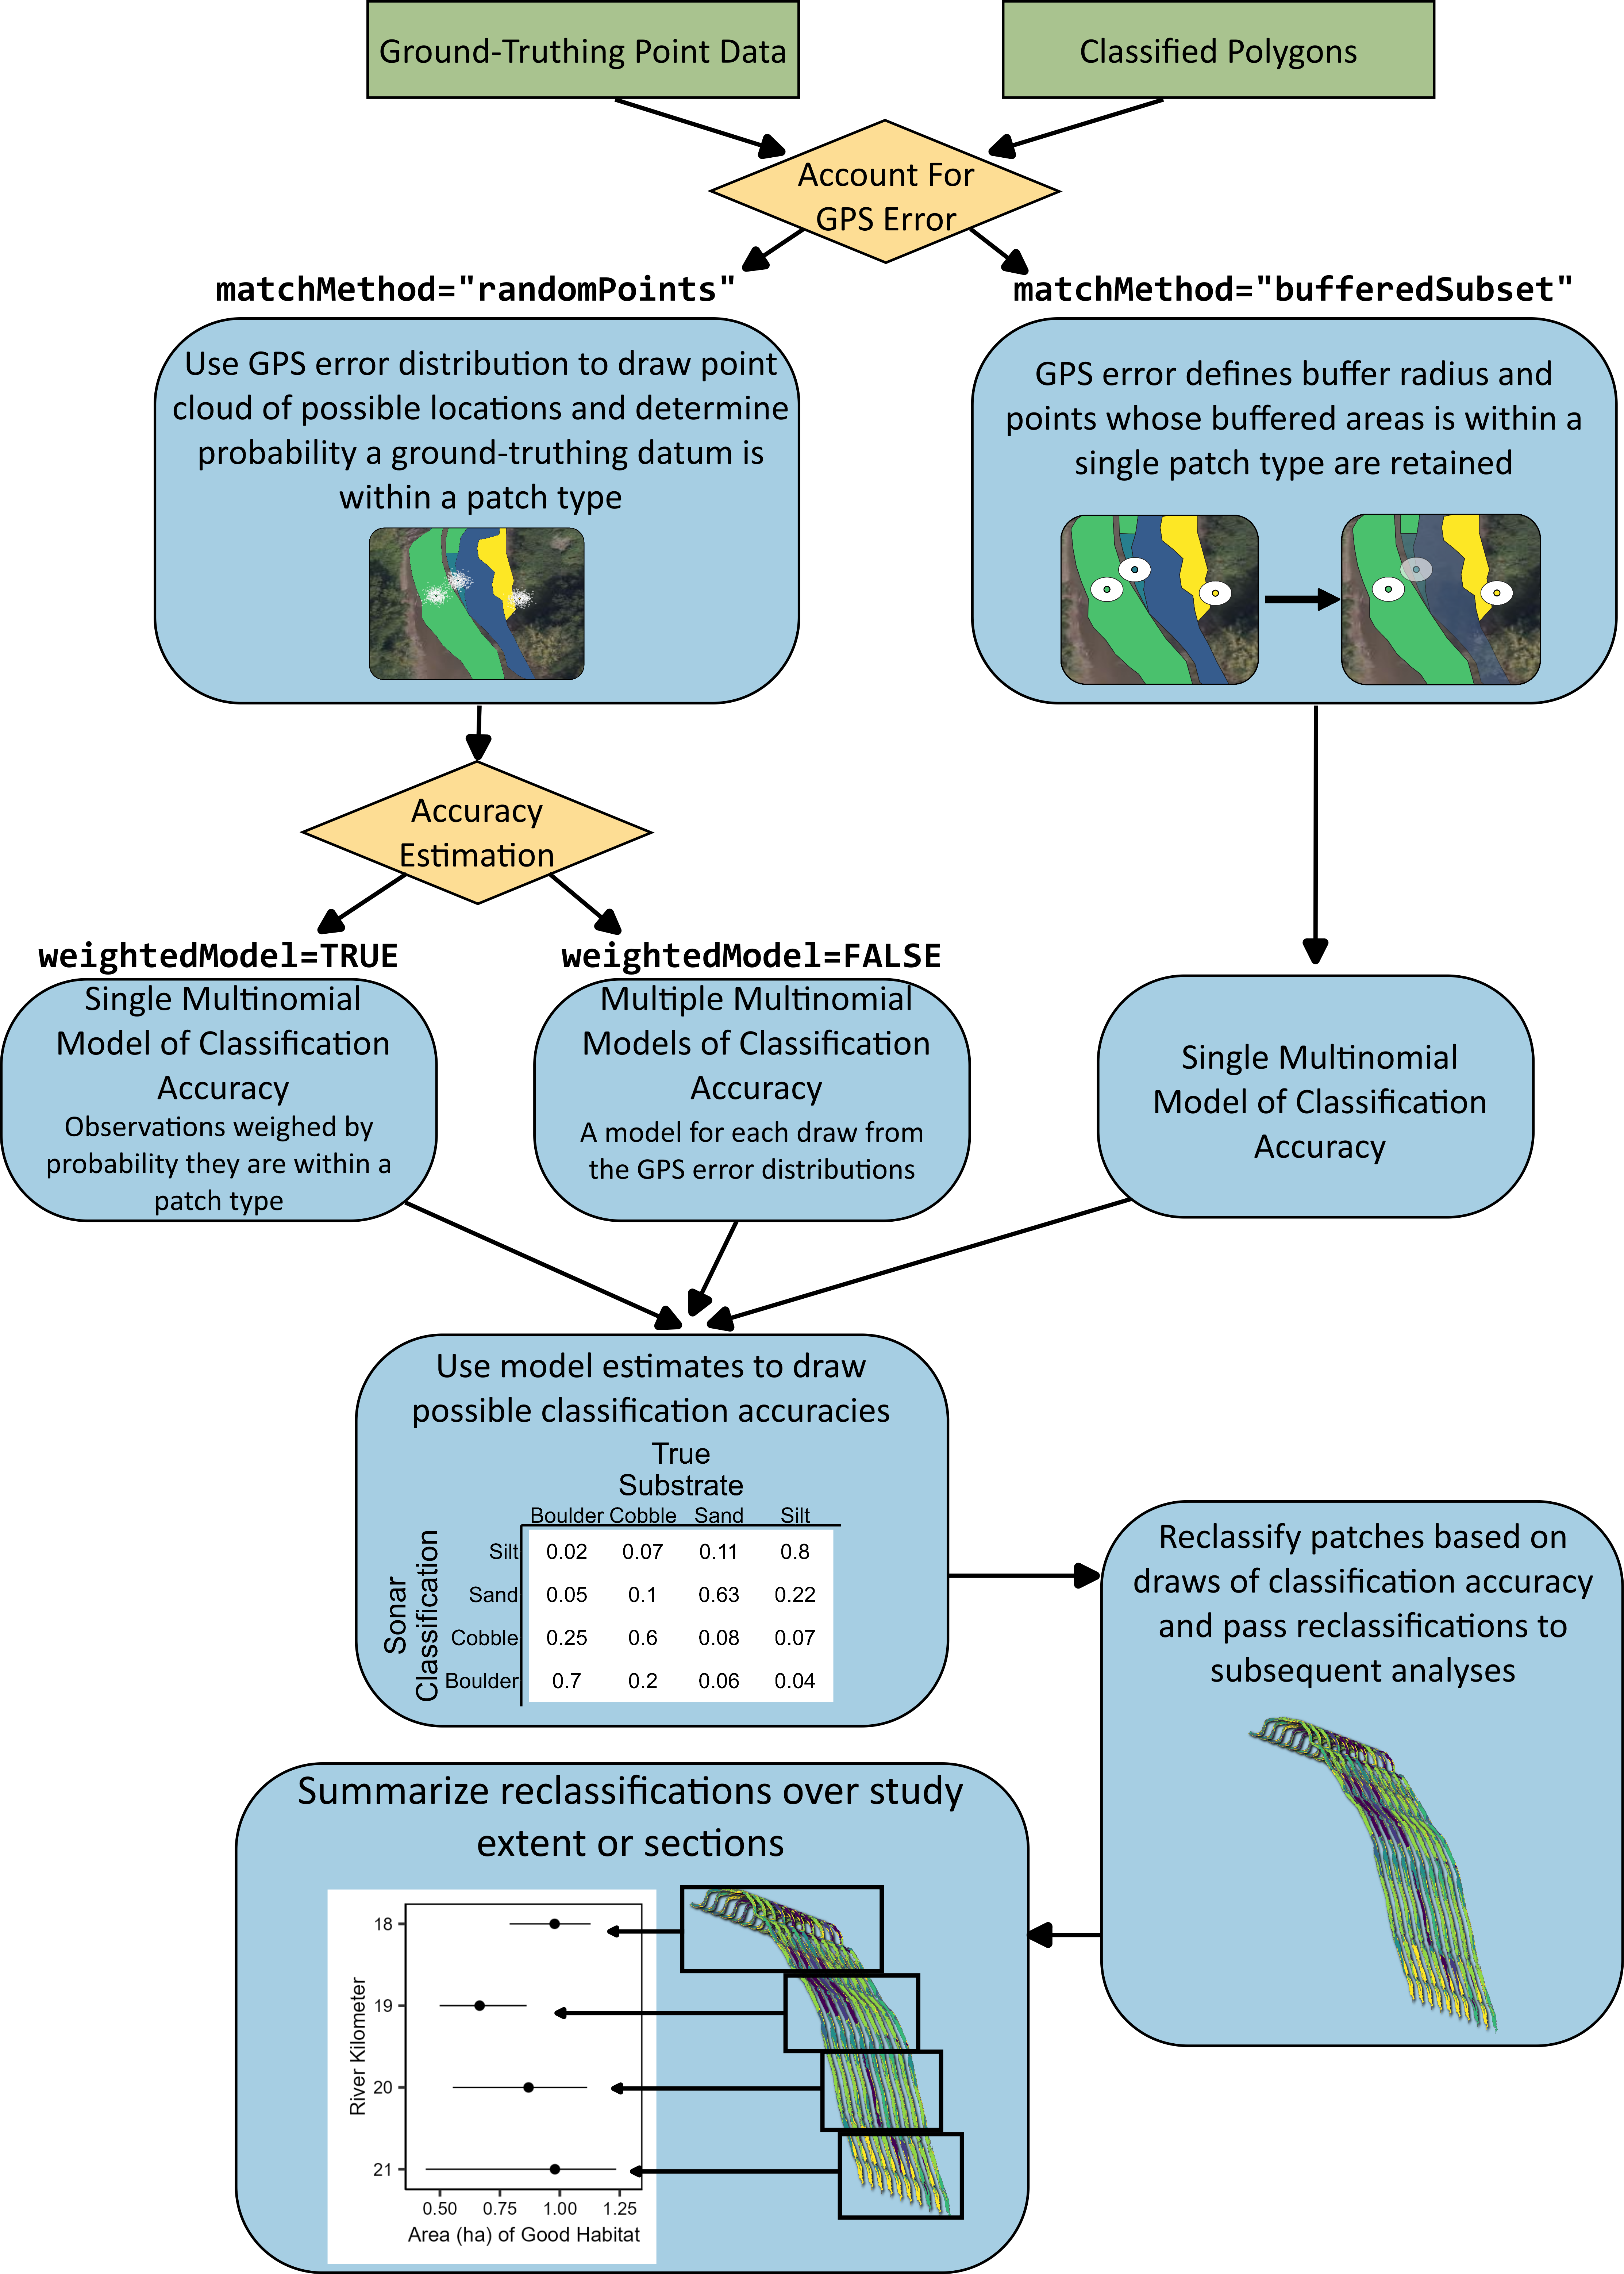 Ground-Truthing Point Data
Classified Polygons
Account For
GPS Error
matchMethod="randomPoints"
matchMethod="bufferedSubset"
Use GPS error distribution to draw point
cloud of possible locations and determine
probability a ground-truthing datum is
within a patch type
GPS error defines buffer radius and
points whose buffered areas is within a
single patch type are retained
Accuracy
Estimation
weightedModel=TRUE
weightedModel=FALSE
Single Multinomial
Model of Classification
Accuracy
Observations weighed by
probability they are within a
patch type
Multiple Multinomial
Models of Classification
Accuracy
A model for each draw from
the GPS error distributions
Single Multinomial
Model of Classification
Accuracy
Use model estimates to draw
possible classification accuracies
True
Substrate
Boulder Cobble Sand Silt
Sonar
Classification
Silt 0.02 0.07 0.11 0.8
Sand 0.05 0.1 0.63 0.22
Cobble 0.25 0.6 0.08 0.07
Boulder 0.7 0.2 0.06 0.04
Reclassify patches based on
draws of classification accuracy
and pass reclassifications to
subsequent analyses
Summarize reclassifications over study
extent or sections
River Kilometer
18
19
20
21
0.50 0.75 1.00 1.25
Area (ha) of Good Habitat